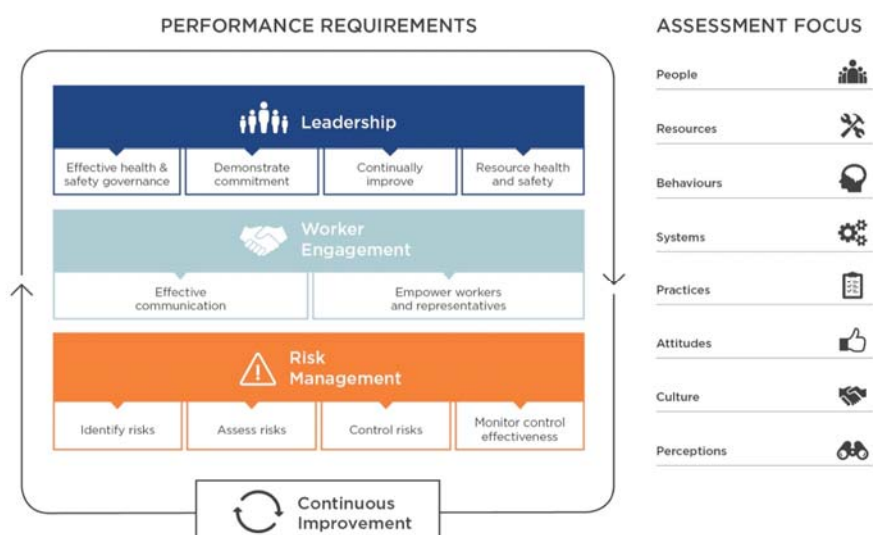 PERFORMANCE REQUIREMENTS
Leadership
Effective health &
safety governance
Demonstrate
commitment
Continually
improve
Resource health
and safety
Worker
Engagement
Effective
communication
Empower workers
and representatives
Risk
Management
Identify risks
Assess risks
Control risks
Monitor control
effectiveness
Continuous
Improvement
ASSESSMENT FOCUS
People
Resources
Behaviours
Systems
Practices
Attitudes
Culture
Perceptions